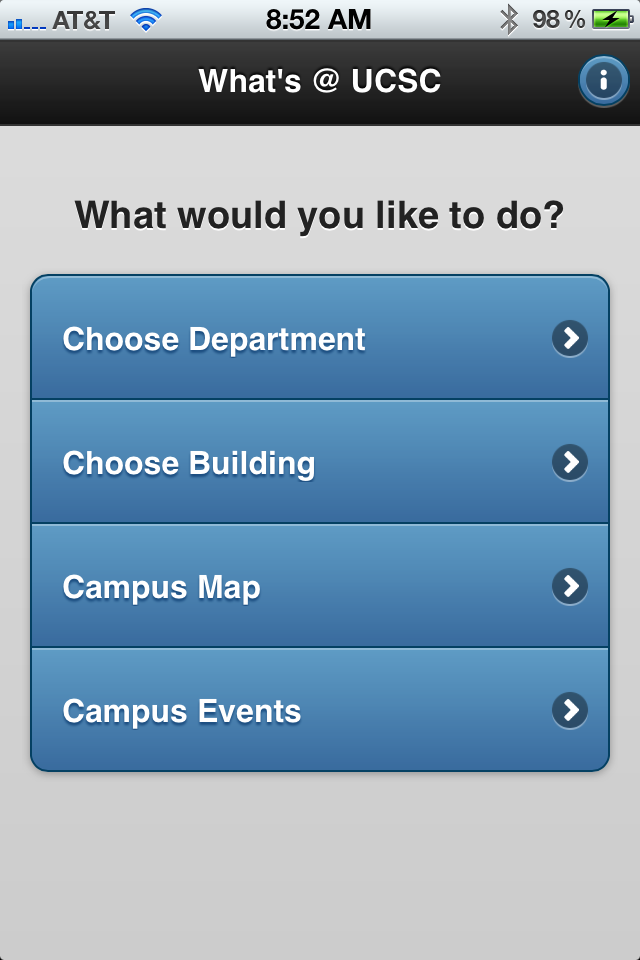 AT&T 8:52 AM 98 %
What's @ UCSC
What would you like to do?
Choose Department
Choose Building
Campus Map
Campus Events